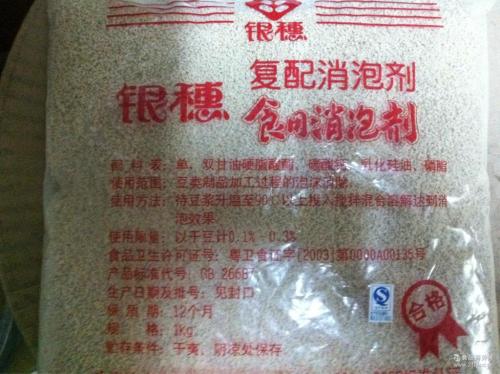 银穗
银穗
复配消泡剂
食用消泡剂
配料表：单、双甘油硬脂酸酯、碳酸钙、乳化硅油、磷脂
使用范围：豆类制品加工过程的泡沫消除。
使用方法：待豆浆升温至90℃以上投入搅拌混合溶解达到消
泡效果
使用限量：以干豆计0.1%－0.3%
食品卫生许可证号：粤卫食证字(2003)第0000A00135号
产品标准代号：GB 26687
生产日期及批号：见封口
保质期：12个月
规格：1Kg
贮存条件：干爽、阴凉处保存
合格